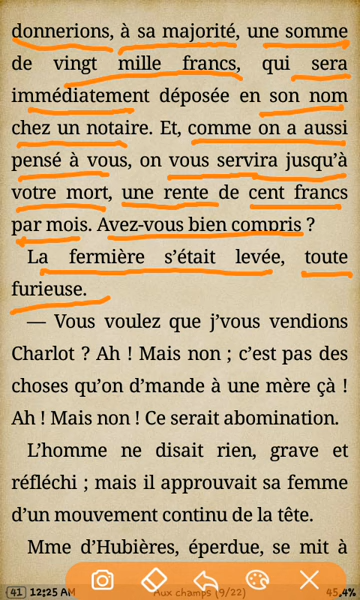 donnerions, à sa majorité, une somme
de vingt mille francs, qui sera
immédiatement déposée en son nom
chez un notaire. Et, comme on a aussi
pensé à vous, on vous servira jusqu’à
votre mort, une rente de cent francs
par mois. Avez-vous bien compris ?
La fermière s’était levée, toute
furieuse.
— Vous voulez que j’vous vendions
Charlot ? Ah ! Mais non ; c’est pas des
choses qu’on d’mande à une mère çà !
Ah ! Mais non ! Ce serait abomination.
L’homme ne disait rien, grave et
réfléchi ; mais il approuvait sa femme
d’un mouvement continu de la tête.
Mme d’Hubières, éperdue, se mit à
41 12:25 AM Aux champs (9/22) 45.4%